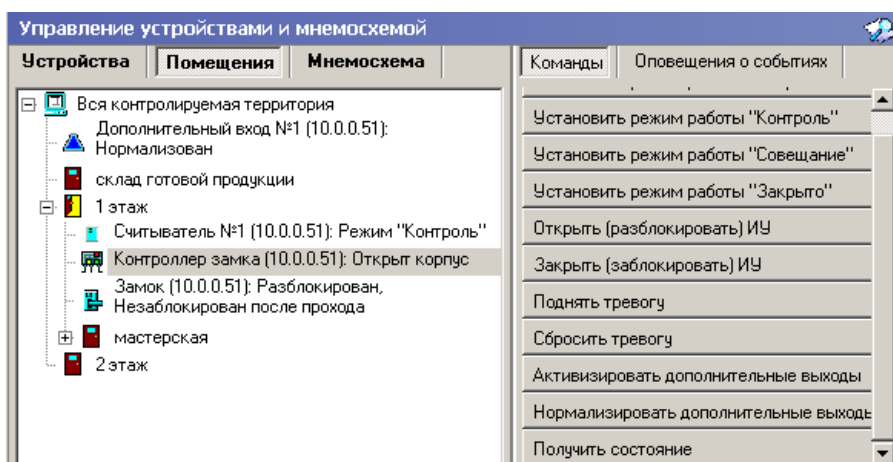 Управление устройствами и мнемосхемой
Устройства
Помещения
Мнемосхема
Вся контролируемая территория
Дополнительный вход №1 (10.0.0.51):
Нормализован
склад готовой продукции
1 этаж
Считыватель №1 (10.0.0.51): Режим "Контроль"
Контроллер замка (10.0.0.51): Открыт корпус
Замок (10.0.0.51): Разблокирован,
Незаблокирован после прохода
мастерская
2 этаж
Команды
Оповещения о событиях
Установить режим работы "Контроль"
Установить режим работы "Совещание"
Установить режим работы "Закрыто"
Открыть (разблокировать) ИУ
Закрыть (заблокировать) ИУ
Поднять тревогу
Сбросить тревогу
Активизировать дополнительные выходы
Нормализировать дополнительные выходы
Получить состояние